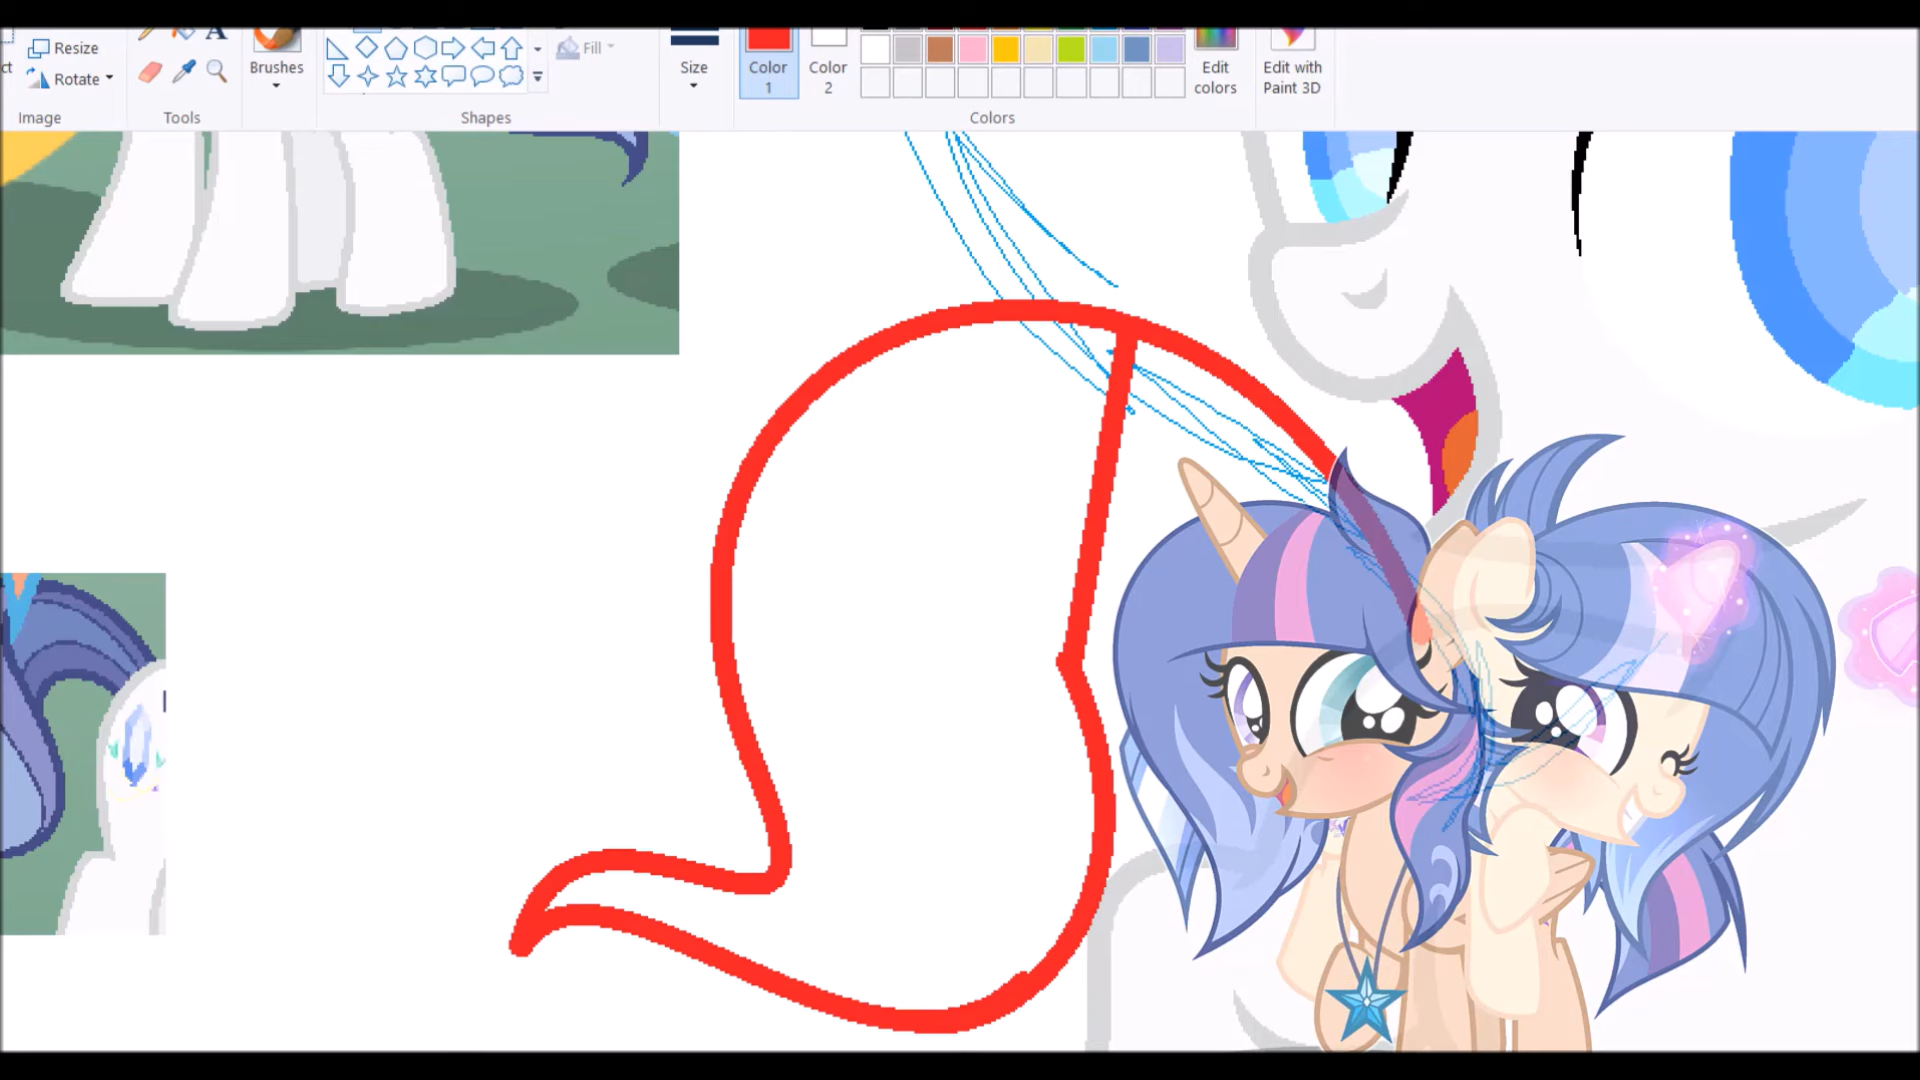 Resize
ct
Rotate
A
Image
Tools
Brushes
Fill
Shapes
Size
Color
1
Color
2
Edit
colors
Edit with
Paint 3D
Colors